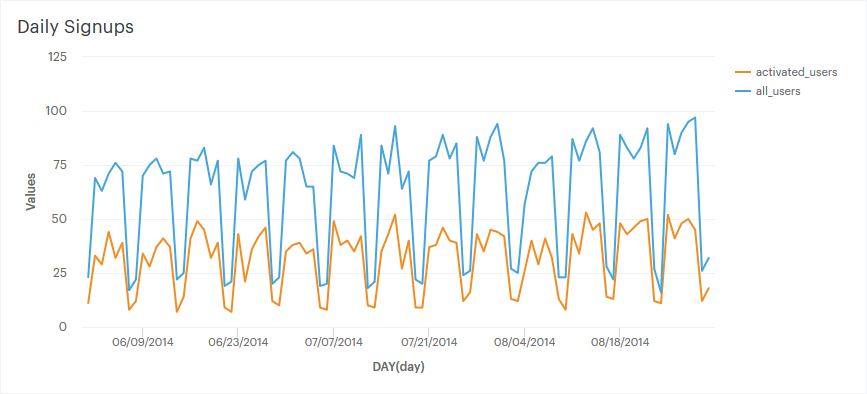 Daily Signups
125
100
75
50
25
0
Values
06/09/2014 06/23/2014 07/07/2014 07/21/2014 08/04/2014 08/18/2014
DAY(day)
activated_users
all_users